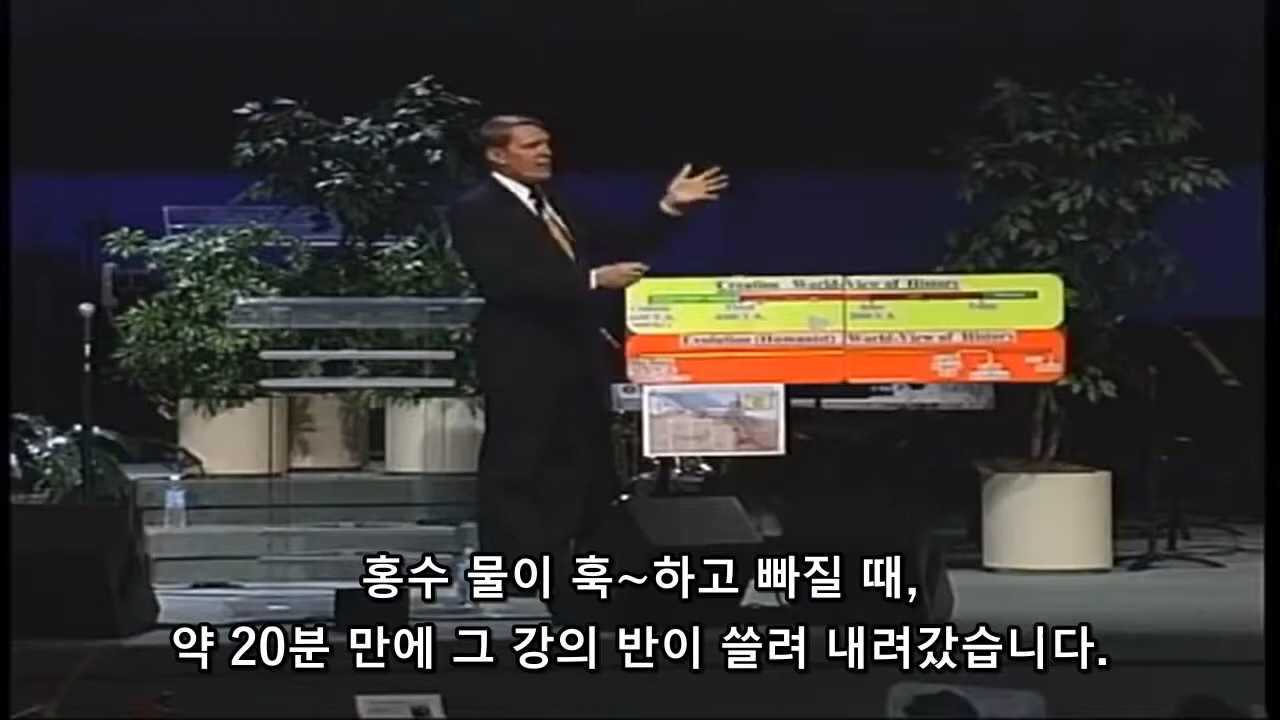 Creation World-View of History
Evolution (Humanist) World-View of History
홍수 물이 훅~하고 빠질 때,
약 20분 만에 그 강의 반이 쓸려 내려갔습니다.